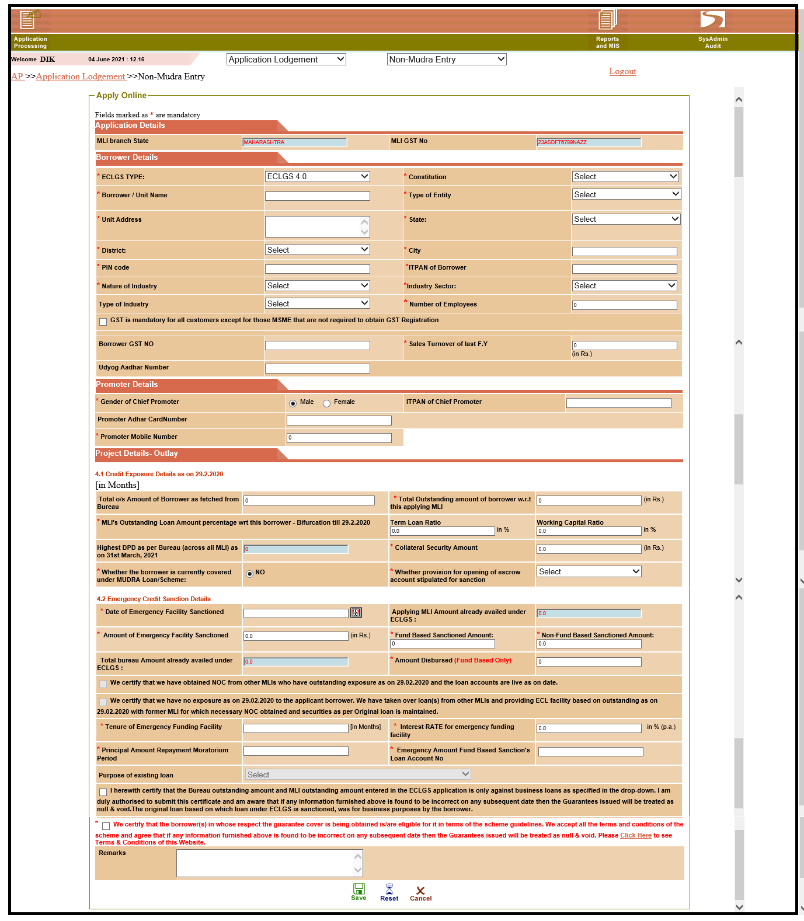 Application Processing
Reports and MIS
SysAdmin Audit
Welcome DJK 04 June 2021 : 12.16 Application Lodgement Non-Mudra Entry
AP >>Application Lodgement >>Non-Mudra Entry Logout
Apply Online
Fields marked as * are mandatory
Application Details
MLI branch State MAHARASHTRA MLI GST No
Borrower Details
* ECLGS TYPE: ECLGS 4.0 * Constitution Select
* Borrower / Unit Name * Type of Entity Select
* Unit Address * State: Select
* District: Select * City
* PIN code *ITPAN of Borrower
* Nature of Industry Select *Industry Sector: Select
Type of Industry Select * Number of Employees 0
GST is mandatory for all customers except for those MSME that are not required to obtain GST Registration
Borrower GST NO * Sales Turnover of last F.Y 0
(in Rs.)
Udyog Aadhar Number
Promoter Details
* Gender of Chief Promoter Male Female ITPAN of Chief Promoter
Promoter Adhar CardNumber
* Promoter Mobile Number 0
Project Details- Outlay
4.1 Credit Exposure Details as on 29.2.2020
[in Months]
Total o/s Amount of Borrower as fetched from Bureau 0 * Total Outstanding amount of borrower w.r.t this applying MLI 0 (in Rs.)
* MLI's Outstanding Loan Amount percentage wrt this borrower - Bifurcation till 29.2.2020 Term Loan Ratio 0.0 in % Working Capital Ratio 0.0 in %
Highest DPD as per Bureau (across all MLI) as on 31st March, 2021 0 * Collateral Security Amount 0.0 (in Rs.)
* Whether the borrower is currently covered under MUDRA Loan/Scheme: NO * Whether provision for opening of escrow account stipulated for sanction Select
4.2 Emergency Credit Sanction Details
* Date of Emergency Facility Sanctioned Applying MLI Amount already availed under ECLGS : 0.0
* Amount of Emergency Facility Sanctioned 0.0 (in Rs.) * Fund Based Sanctioned Amount: 0 * Non-Fund Based Sanctioned Amount: 0.0
Total bureau Amount already availed under ECLGS : 0.0 * Amount Disbursed (Fund Based Only) 0
We certify that we have obtained NOC from other MLIs who have outstanding exposure as on 29.02.2020 and the loan accounts are live as on date.
We certify that we have no exposure as on 29.02.2020 to the applicant borrower. We have taken over loan(s) from other MLIs and providing ECL facility based on outstanding as on
29.02.2020 with former MLI for which necessary NOC obtained and securities as per Original loan is maintained.
* Tenure of Emergency Funding Facility [in Months] * Interest RATE for emergency funding facility 0.0 in % (p.a.)
* Principal Amount Repayment Moratorium Period * Emergency Amount Fund Based Sanction's Loan Account No
Purpose of existing loan Select
I herewith certify that the Bureau outstanding amount and MLI outstanding amount entered in the ECLGS application is only against business loans as specified in the drop-down. I am
duly authorised to submit this certificate and am aware that if any information furnished above is found to be incorrect on any subsequent date then the Guarantees issued will be treated as
null & void.The original loan based on which loan under ECLGS is sanctioned, was for business purposes by the borrower.
* We certify that the borrower(s) in whose respect the guarantee cover is being obtained is/are eligible for it in terms of the scheme guidelines. We accept all the terms and conditions of the
scheme and agree that if any information furnished above is found to be incorrect on any subsequent date then the Guarantees issued will be treated as null & void. Please Click Here to see
Terms & Conditions of this Website.
Remarks
Save Reset Cancel